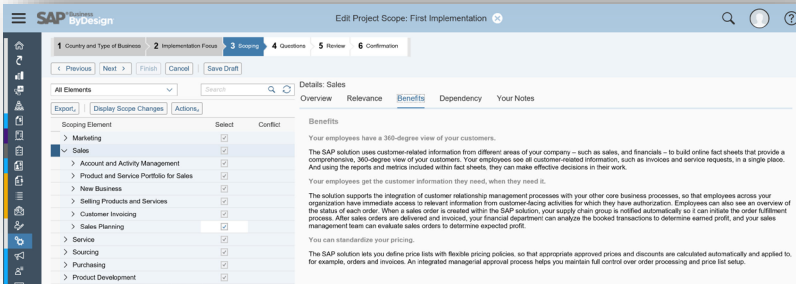 SAP Business ByDesign
Edit Project Scope: First Implementation
1 Country and Type of Business 2 Implementation Focus 3 Scoping 4 Questions 5 Review 6 Confirmation
< Previous Next > Finish Cancel Save Draft
All Elements Search
Export Display Scope Changes Actions
Scoping Element Select Conflict
> Marketing
Sales
> Account and Activity Management
> Product and Service Portfolio for Sales
> New Business
> Selling Products and Services
> Customer Invoicing
> Sales Planning
> Service
> Sourcing
> Purchasing
> Product Development
Details: Sales
Overview Relevance Benefits Dependency Your Notes
Benefits
Your employees have a 360-degree view of your customers.
The SAP solution uses customer-related information from different areas of your company – such as sales, and financials – to build online fact sheets that provide a
comprehensive, 360-degree view of your customers. Your employees see all customer-related information, such as invoices and service requests, in a single place.
And using the reports and metrics included within fact sheets, they can make effective decisions in their work.
Your employees get the customer information they need, when they need it.
The solution supports the integration of customer relationship management processes with your other core business processes, so that employees across your
organization have immediate access to relevant information from customer-facing activities for which they have authorization. Employees can also see an overview of
the status of each order. When a sales order is created within the SAP solution, your supply chain group is notified automatically so it can initiate the order fulfillment
process. After sales orders are delivered and invoiced, your financial department can analyze the booked transactions to determine earned profit, and your sales
management team can evaluate sales orders to determine expected profit.
You can standardize your pricing.
The SAP solution lets you define price lists with flexible pricing policies, so that appropriate approved prices and discounts are calculated automatically and applied to,
for example, orders and invoices. An integrated managerial approval process helps you maintain full control over order processing and price list setup.